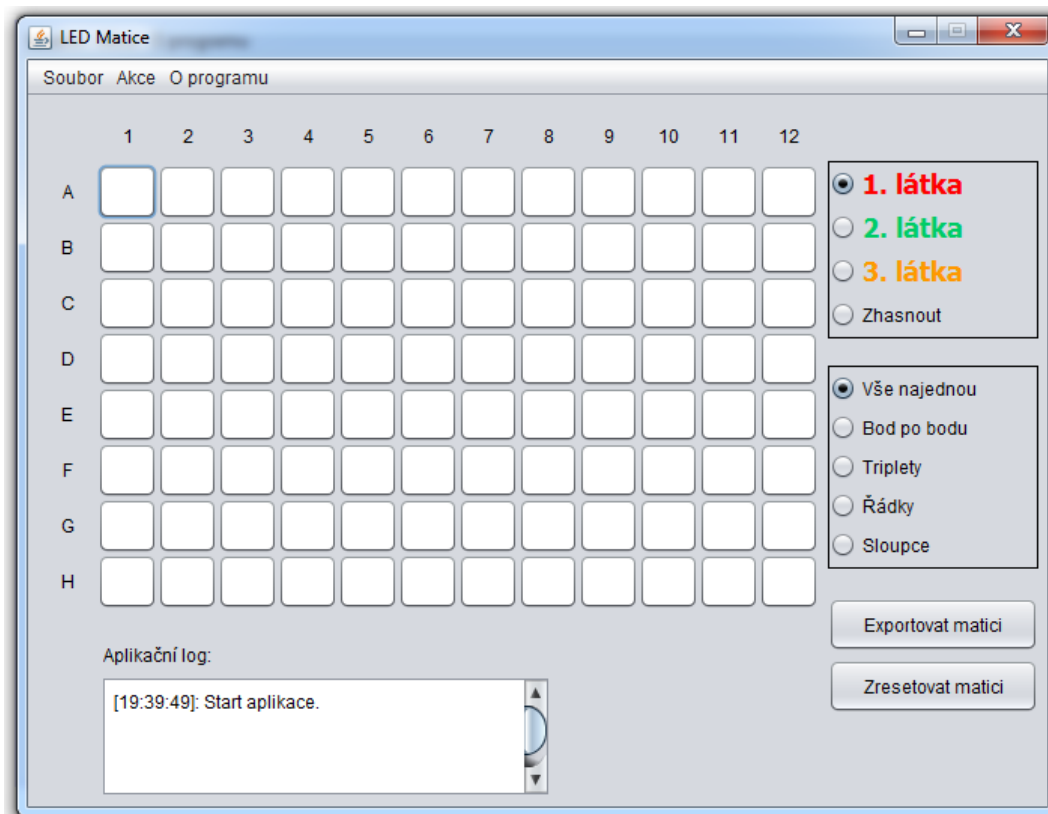 LED Matice
Soubor Akce O programu
1 2 3 4 5 6 7 8 9 10 11 12
A
B
C
D
E
F
G
H
1. látka
2. látka
3. látka
Zhasnout
Vše najednou
Bod po bodu
Triplety
Řádky
Sloupce
Exportovat matici
Zresetovat matici
Aplikační log:
[19:39:49]: Start aplikace.